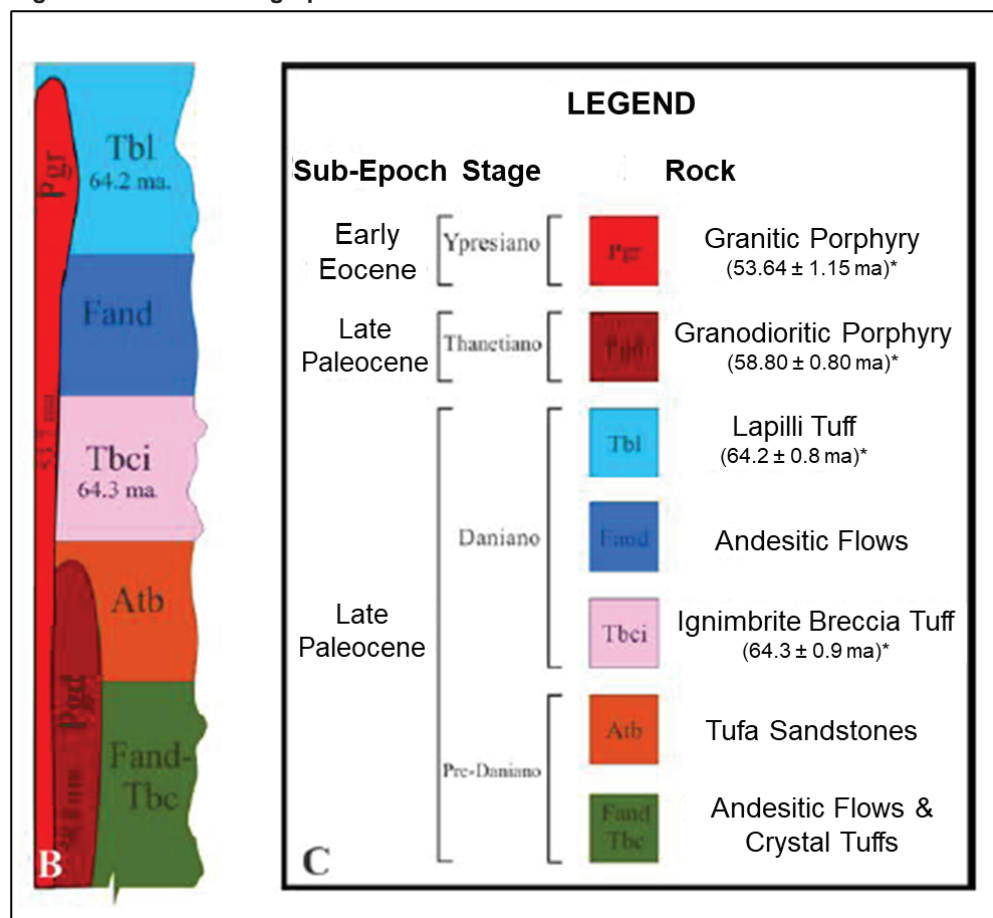 Tbl
64.2 ma.
Pgr
Fand
Tbci
64.3 ma.
Atb
Pgd
Fand-
Tbc
B
LEGEND
Sub-Epoch Stage Rock
Early
Eocene
Ypresiano
Pgr
Granitic Porphyry
(53.64 ± 1.15 ma)*
Late
Paleocene
Thanetiano
Granodioritic Porphyry
(58.80 ± 0.80 ma)*
Late
Paleocene
Daniano
Tbl
Lapilli Tuff
(64.2 ± 0.8 ma)*
Fand
Andesitic Flows
Tbci
Ignimbrite Breccia Tuff
(64.3 ± 0.9 ma)*
Pre-Daniano
Atb
Tufa Sandstones
Fand
Tbc
Andesitic Flows &
Crystal Tuffs
C